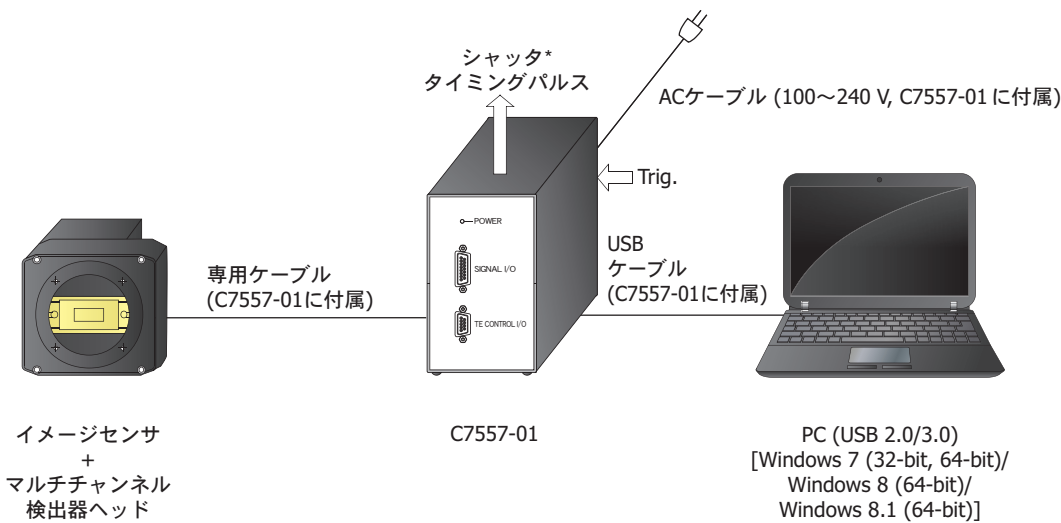 シャッタ*
タイミングパルス
ACケーブル (100～240 V, C7557-01 に付属)
Trig.
POWER
SIGNAL I/O
TE CONTROL I/O
専用ケーブル
(C7557-01に付属)
USB
ケーブル
(C7557-01に付属)
イメージセンサ
+
マルチチャンネル
検出器ヘッド
C7557-01
PC (USB 2.0/3.0)
[Windows 7 (32-bit, 64-bit)/
Windows 8 (64-bit)/
Windows 8.1 (64-bit)]